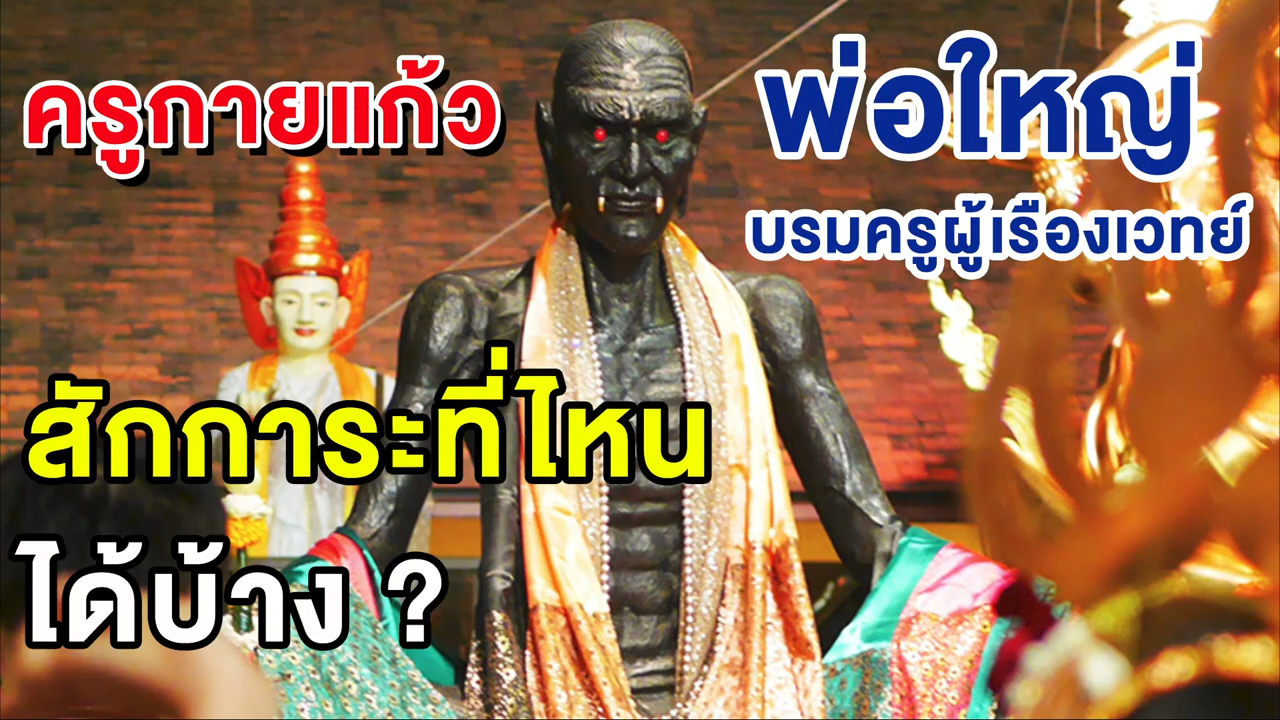 ครูกายแก้ว
พ่อใหญ่
บรมครูผู้เรืองเวทย์
สักการะที่ไหน
ได้บ้าง ?